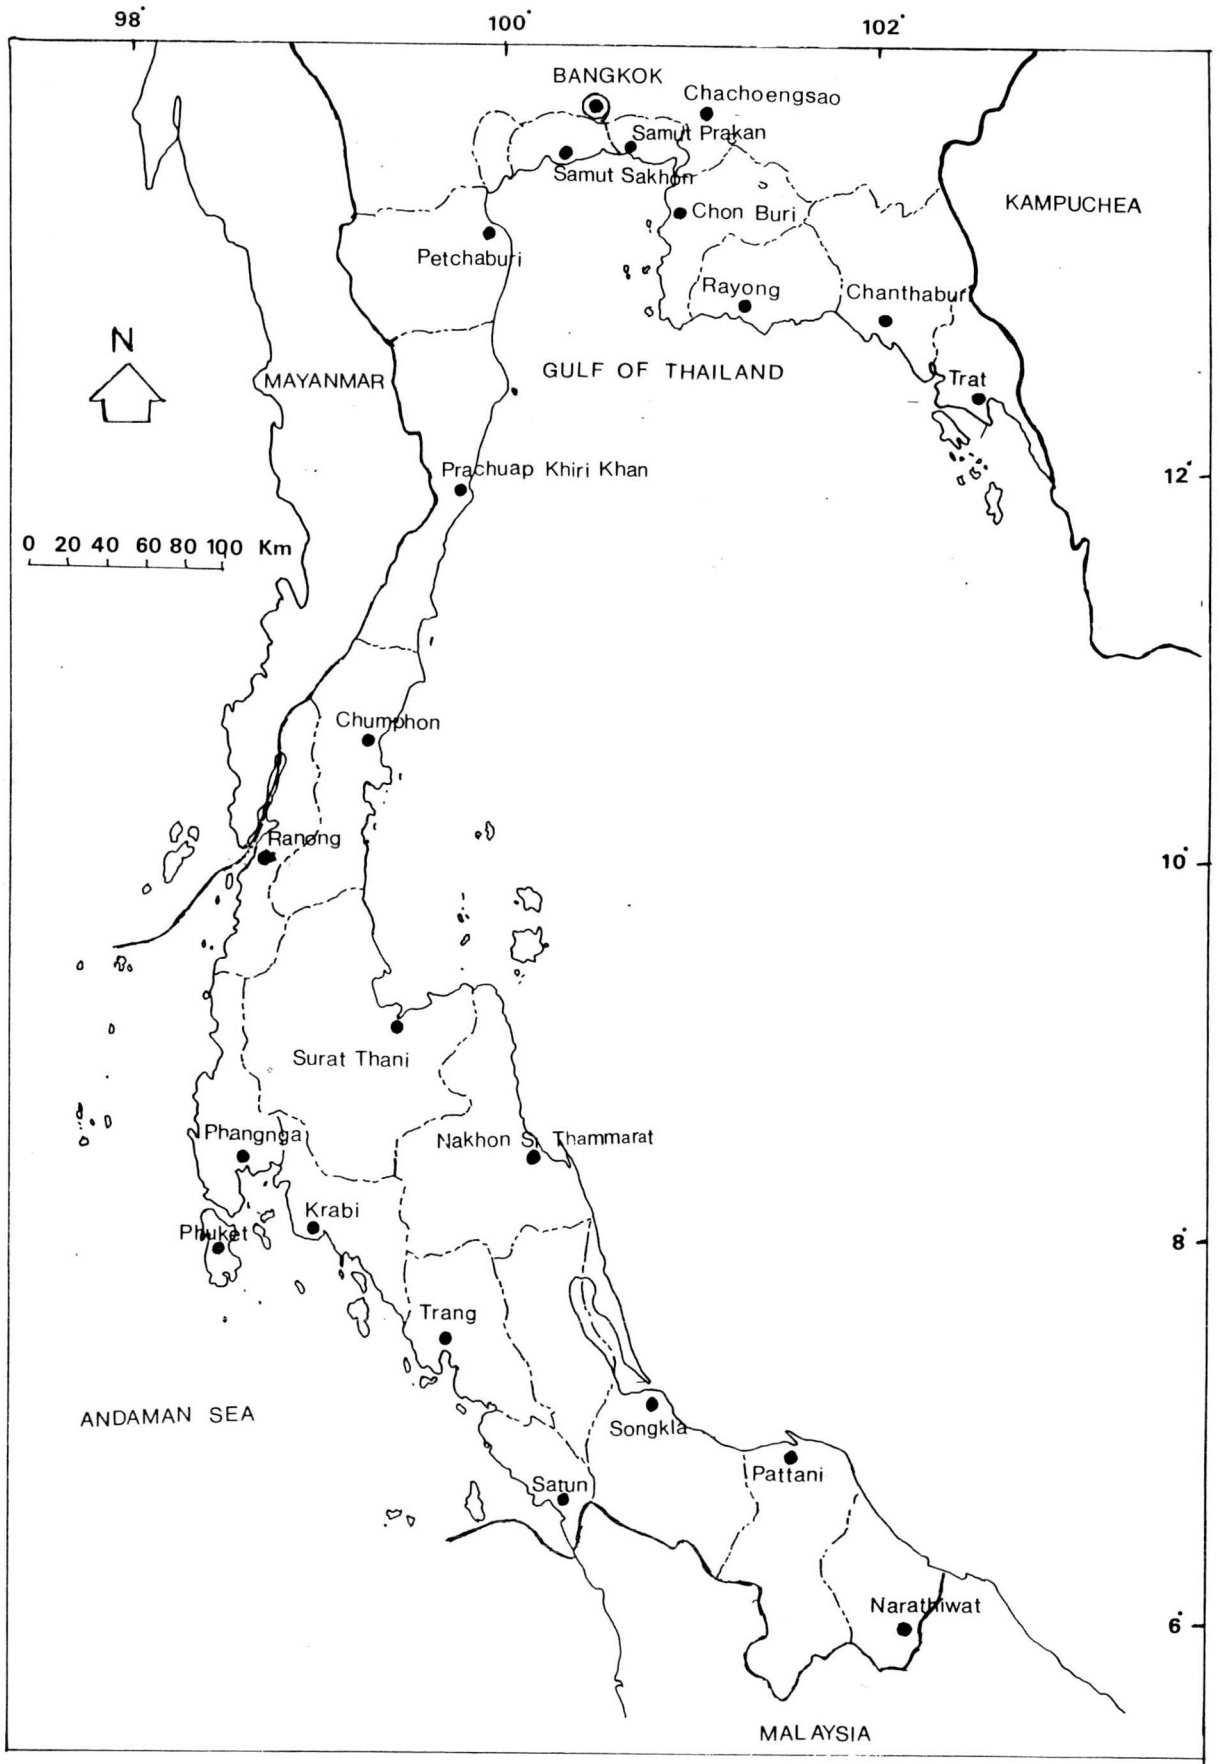 98° 100° 102°
BANGKOK
Chachoengsao
Samut Prakan
Samut Sakhon
KAMPUCHEA
Chon Buri
Petchaburi
Rayong
Chanthaburi
N
GULF OF THAILAND
MAYANMAR
Trat
Prachuap Khiri Khan
12°
0 20 40 60 80 100 Km
Chumphon
Ranong
10°
Surat Thani
Phangnga
Nakhon Si Thammarat
Krabi
Phuket
8°
Trang
ANDAMAN SEA
Songkla
Pattani
Satun
Narathiwat
6°
MALAYSIA